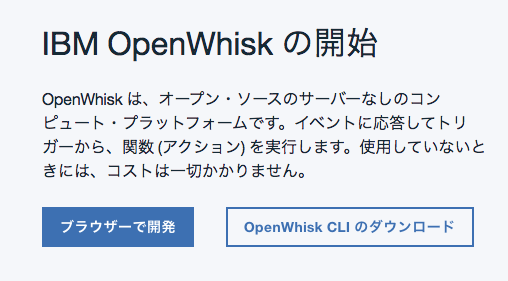 IBM OpenWhisk の開始
OpenWhisk は、オープン・ソースのサーバーなしのコン
ピュート・プラットフォームです。イベントに応答してトリ
ガーから、関数 (アクション) を実行します。使用していないと
きには、コストは一切かかりません。
ブラウザーで開発
OpenWhisk CLI のダウンロード